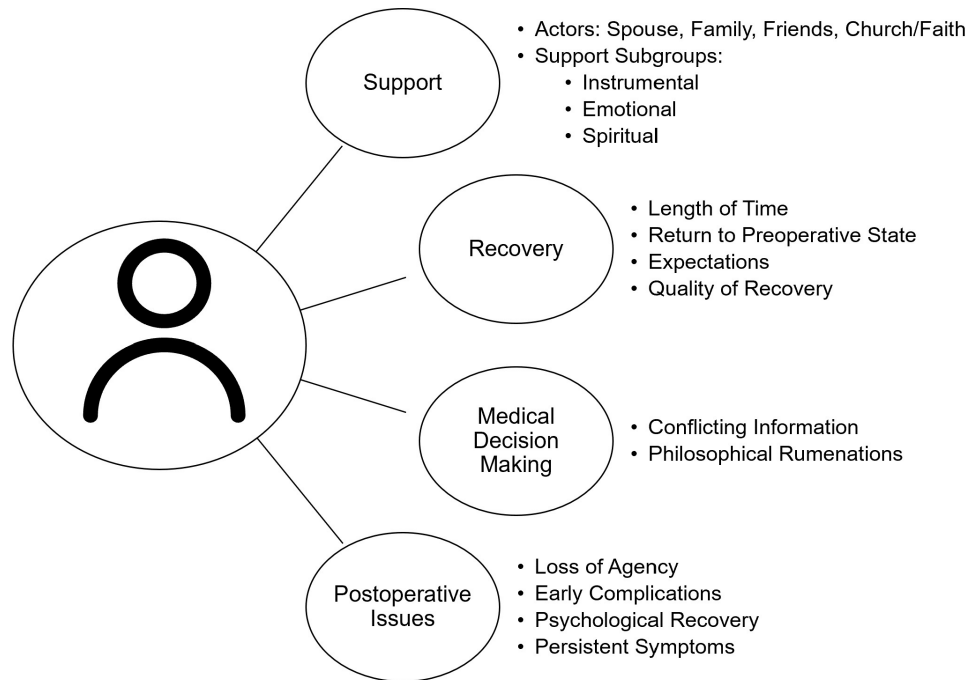 Support
• Actors: Spouse, Family, Friends, Church/Faith
• Support Subgroups:
• Instrumental
• Emotional
• Spiritual
Recovery
• Length of Time
• Return to Preoperative State
• Expectations
• Quality of Recovery
Medical
Decision
Making
• Conflicting Information
• Philosophical Rumenations
Postoperative
Issues
• Loss of Agency
• Early Complications
• Psychological Recovery
• Persistent Symptoms